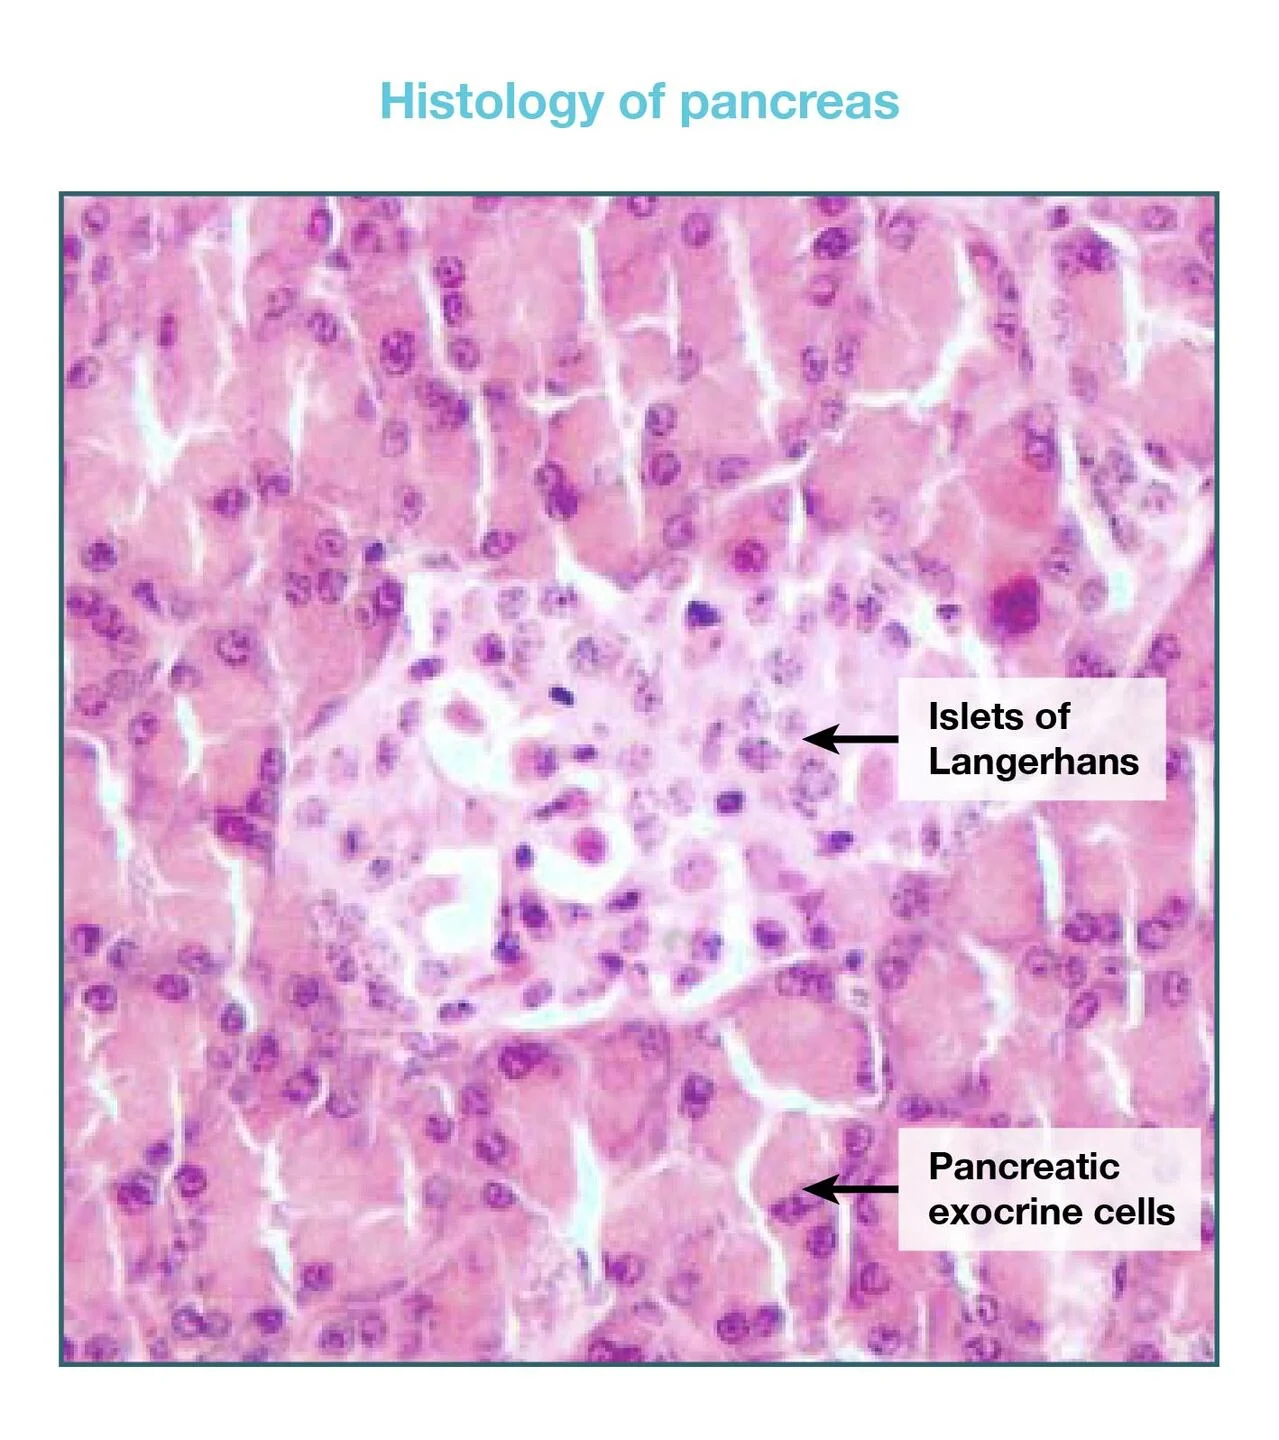 Histology of pancreas
Islets of
Langerhans
Pancreatic
exocrine cells